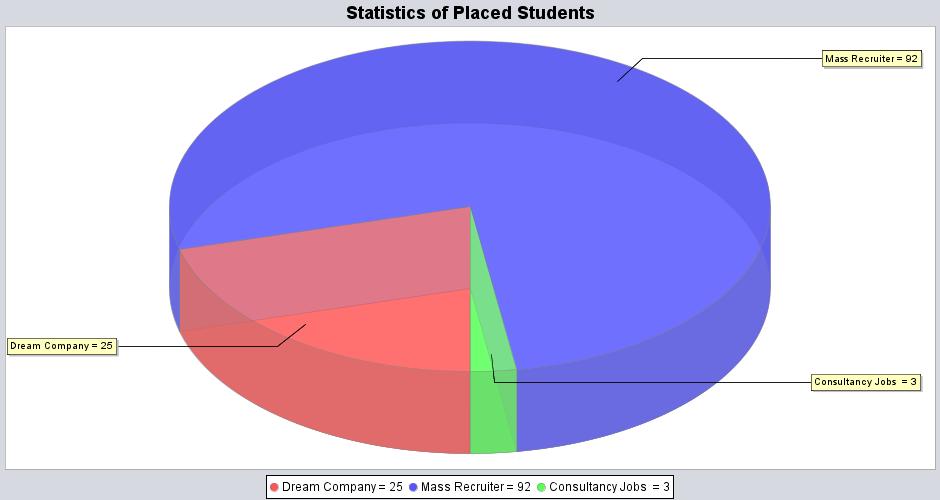 Statistics of Placed Students
Mass Recruiter = 92
Dream Company = 25
Consultancy Jobs = 3
Dream Company = 25 Mass Recruiter = 92 Consultancy Jobs = 3